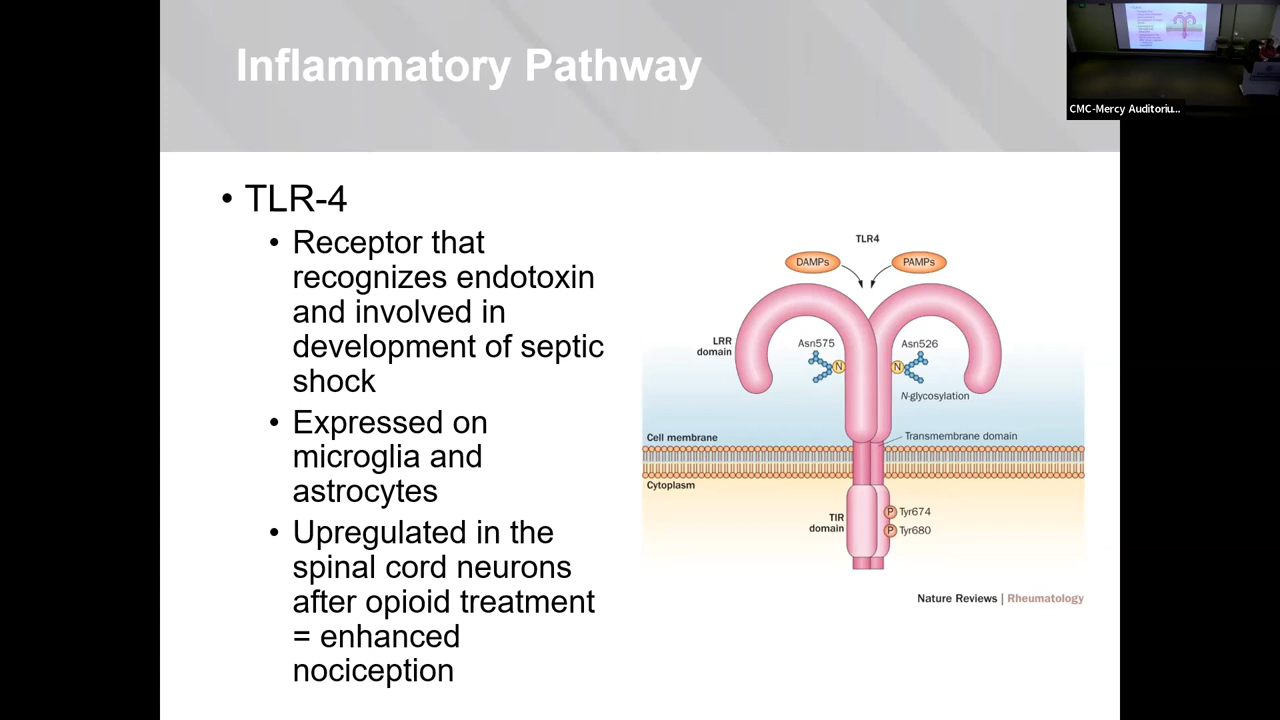 Inflammatory Pathway
CMC-Mercy Auditoriu...
• TLR-4
• Receptor that
recognizes endotoxin
and involved in
development of septic
shock
• Expressed on
microglia and
astrocytes
• Upregulated in the
spinal cord neurons
after opioid treatment
= enhanced
nociception
TLR4
DAMPs
PAMPs
LRR
domain
Asn575
Asn526
N
N
N-glycosylation
Cell membrane
Transmembrane domain
Cytoplasm
TIR
domain
P Tyr674
P Tyr680
Nature Reviews | Rheumatology